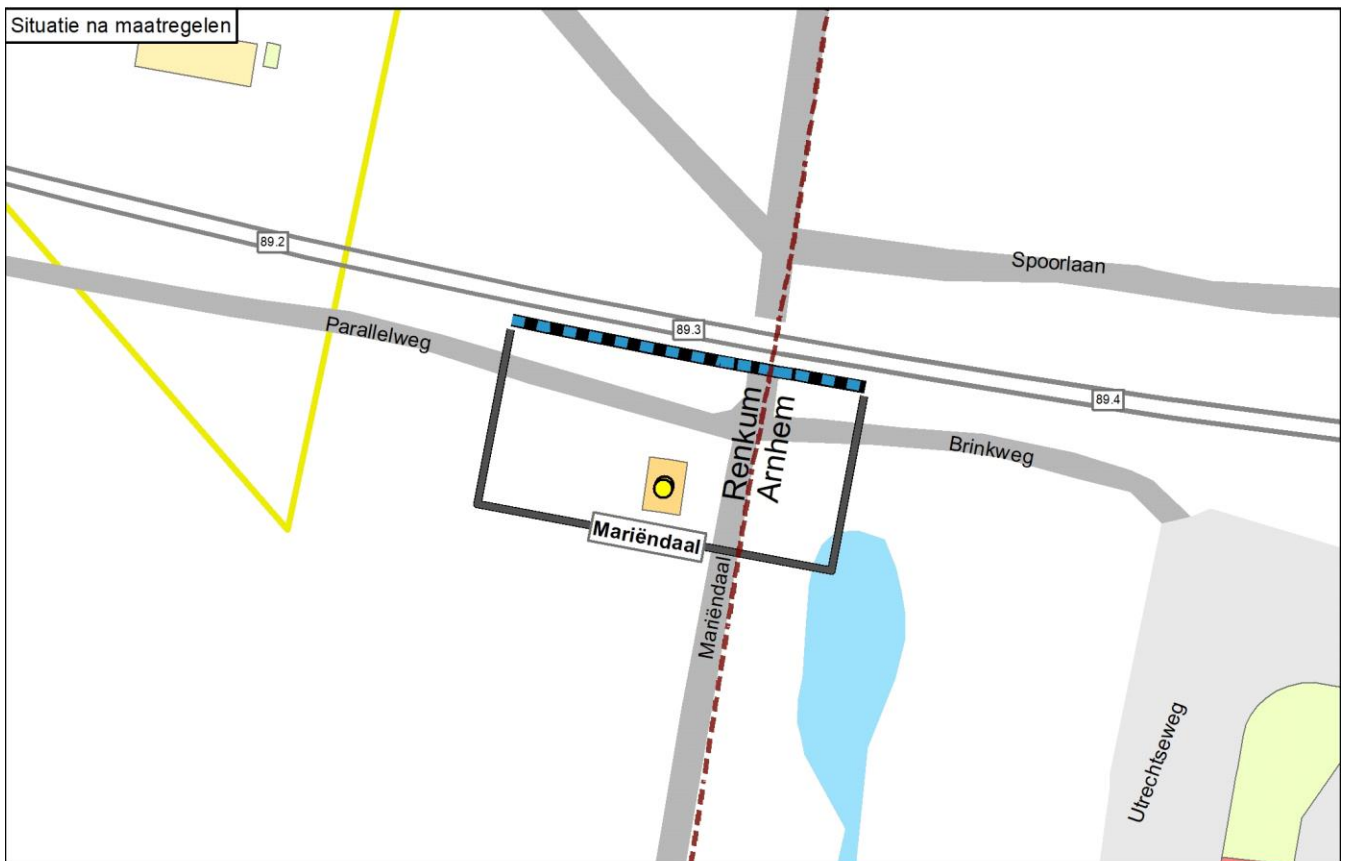 Situatie na maatregelen
89.2
Parallelweg
89.3
Spoorlaan
89.4
Renkum
Arnhem
Brinkweg
Mariëndaal
Mariëndaal
Utrechtseweg